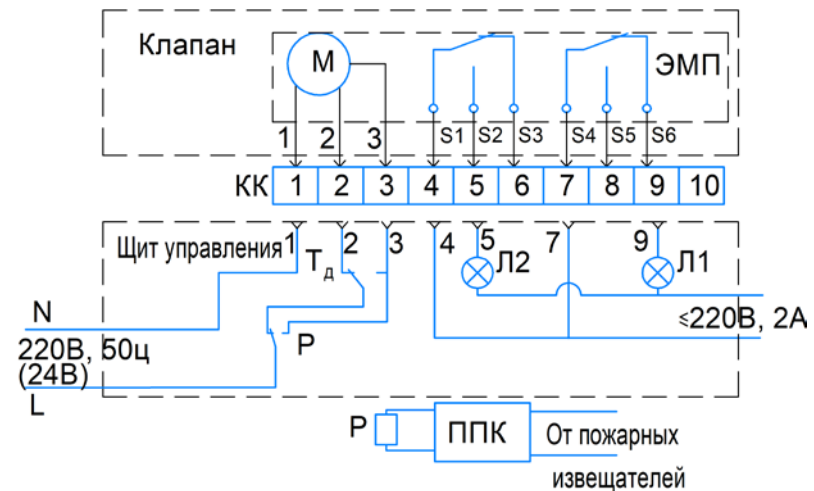 Клапан
М
ЭМП
1 2 3 S1 S2 S3 S4 S5 S6
КК 1 2 3 4 5 6 7 8 9 10
Щит управления 1 2 3 4 5 7 9
Тд
Л2
Л1
N
Р
≤220В, 2А
220В, 50ц
(24В)
L
Р
ППК
От пожарных
извещателей